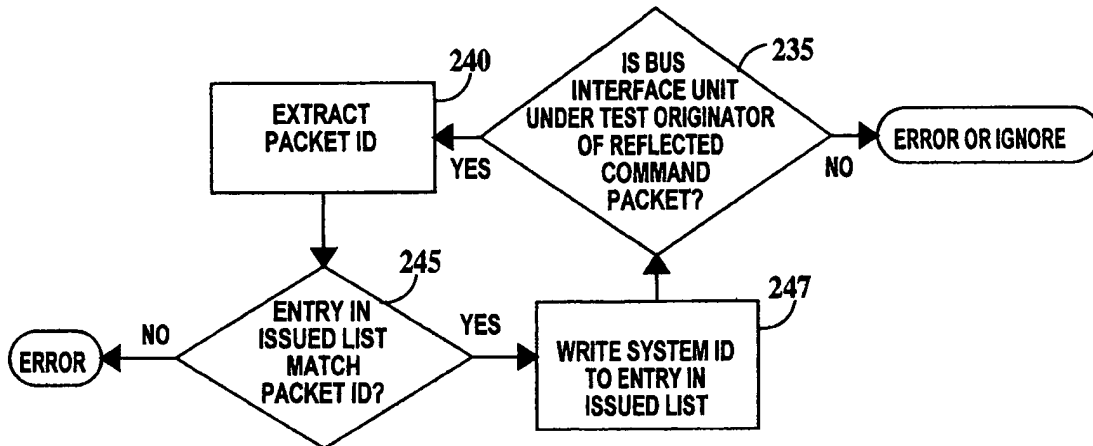 240
EXTRACT
PACKET ID
YES
235
IS BUS
INTERFACE UNIT
UNDER TEST ORIGINATOR
OF REFLECTED
COMMAND
PACKET?
NO
ERROR OR IGNORE
245
ENTRY IN
ISSUED LIST
MATCH
PACKET ID?
NO
ERROR
YES
247
WRITE SYSTEM ID
TO ENTRY IN
ISSUED LIST